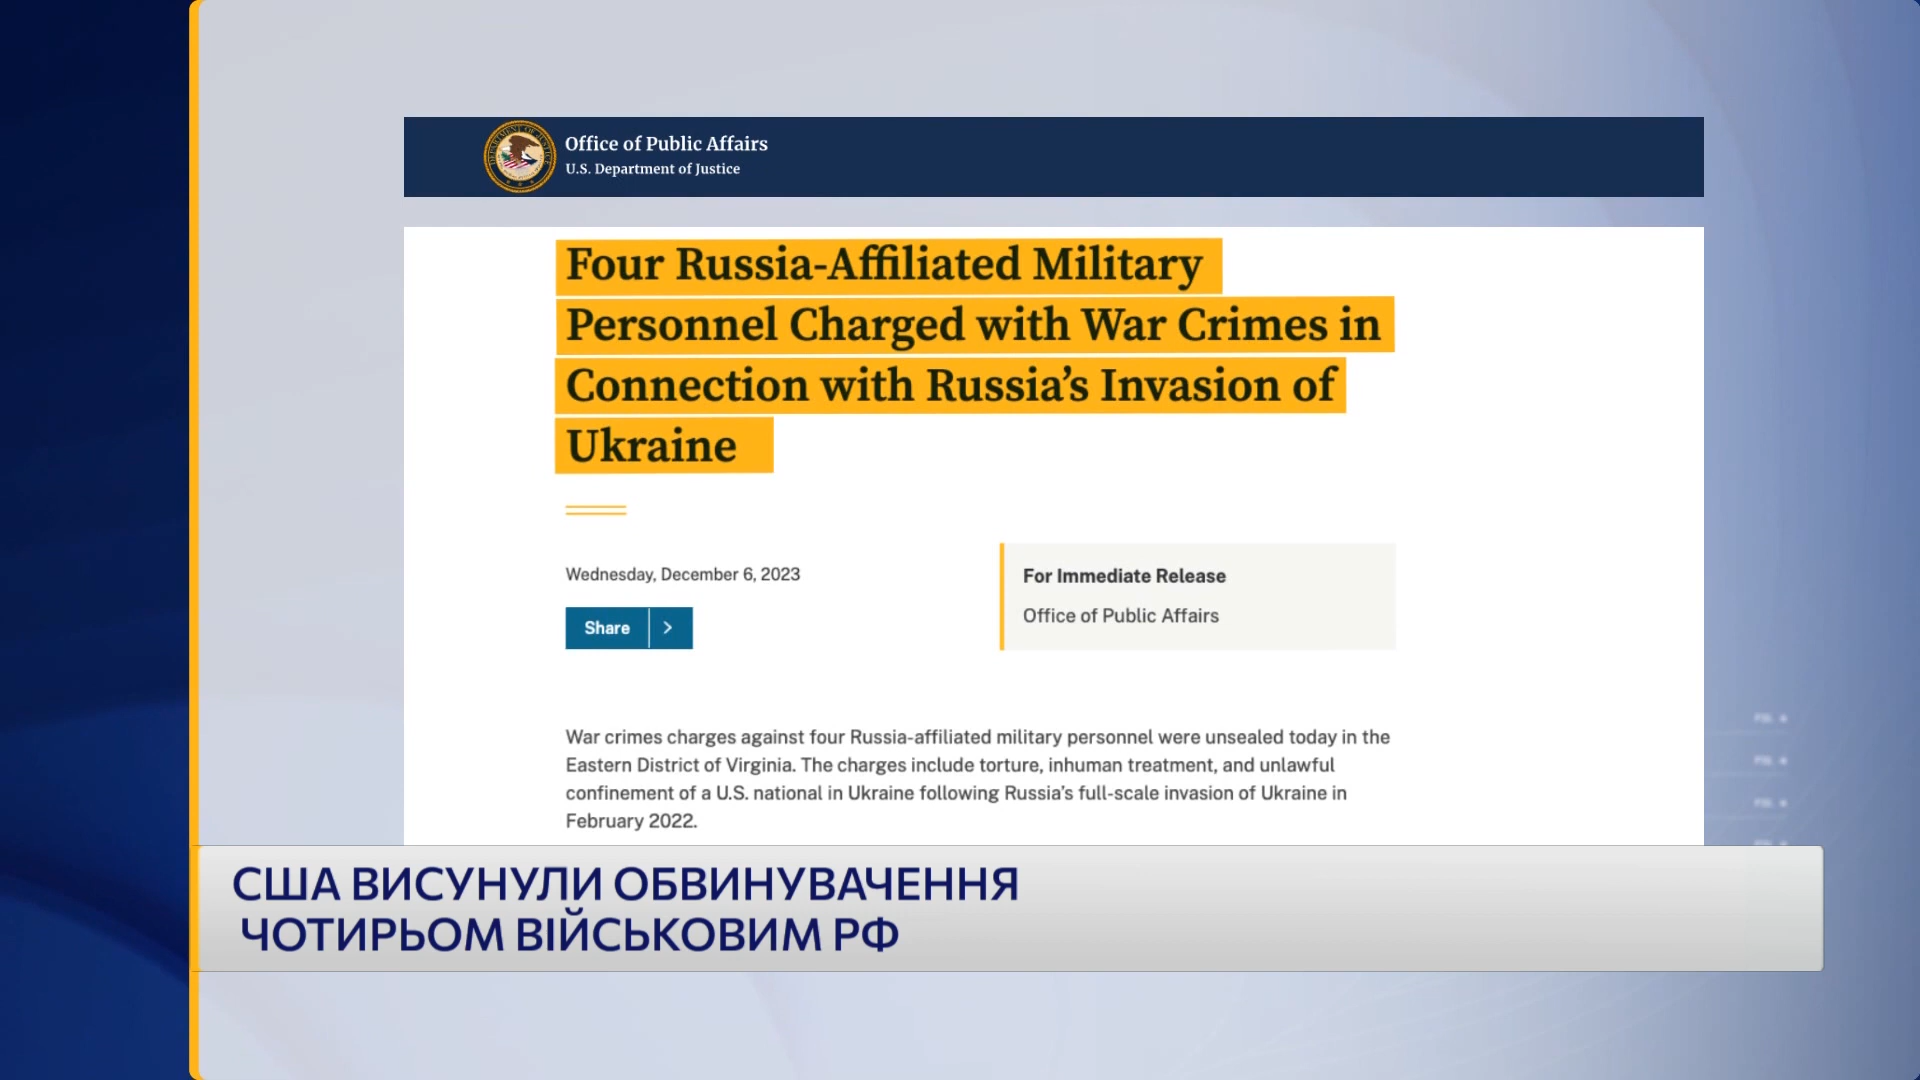 Office of Public Affairs
U.S. Department of Justice
Four Russia-Affiliated Military
Personnel Charged with War Crimes in
Connection with Russia’s Invasion of
Ukraine
Wednesday, December 6, 2023
Share
For Immediate Release
Office of Public Affairs
War crimes charges against four Russia-affiliated military personnel were unsealed today in the
Eastern District of Virginia. The charges include torture, inhuman treatment, and unlawful
confinement of a U.S. national in Ukraine following Russia’s full-scale invasion of Ukraine in
February 2022.
США ВИСУНУЛИ ОБВИНУВАЧЕННЯ
ЧОТИРЬОМ ВІЙСЬКОВИМ РФ